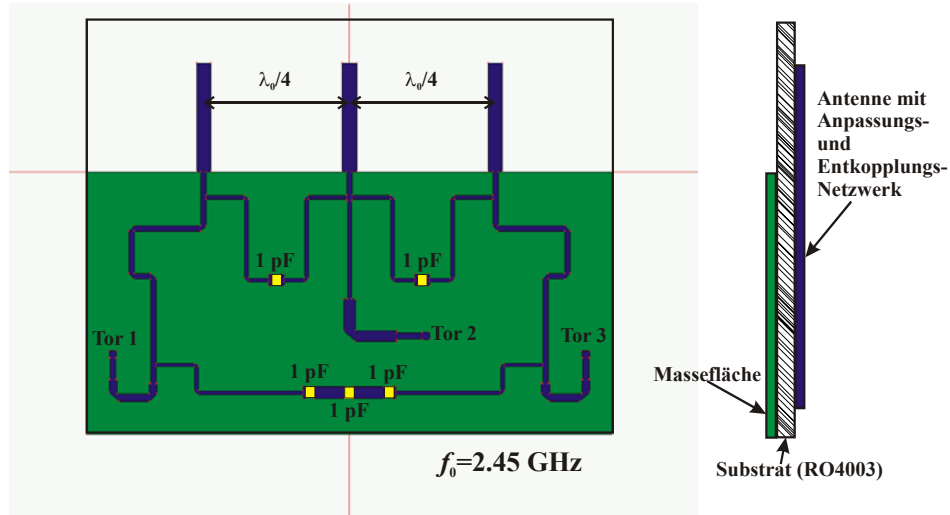 λ₀/4
λ₀/4
1 pF
1 pF
Tor 1
Tor 2
Tor 3
1 pF
1 pF
1 pF
f₀=2.45 GHz
Antenne mit
Anpassungs-
und
Entkopplungs-
Netzwerk
Massefläche
Substrat (RO4003)